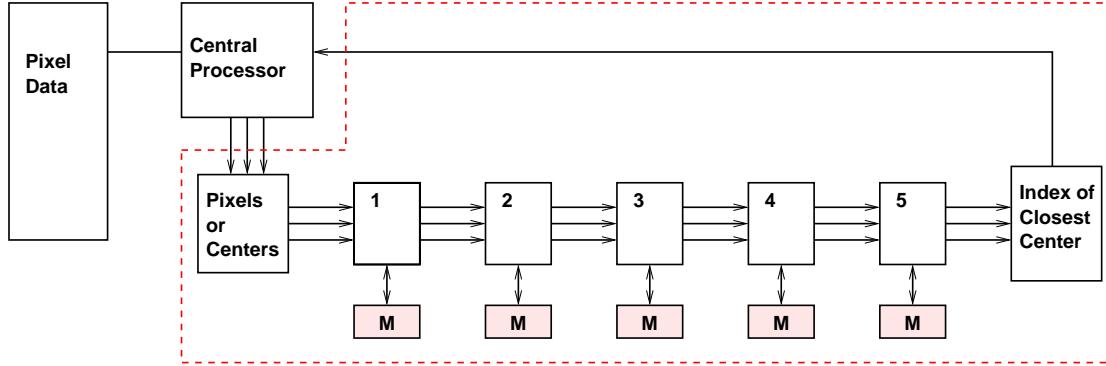 Pixel
Data
Central
Processor
Pixels
or
Centers
1
2
3
4
5
Index of
Closest
Center
M
M
M
M
M